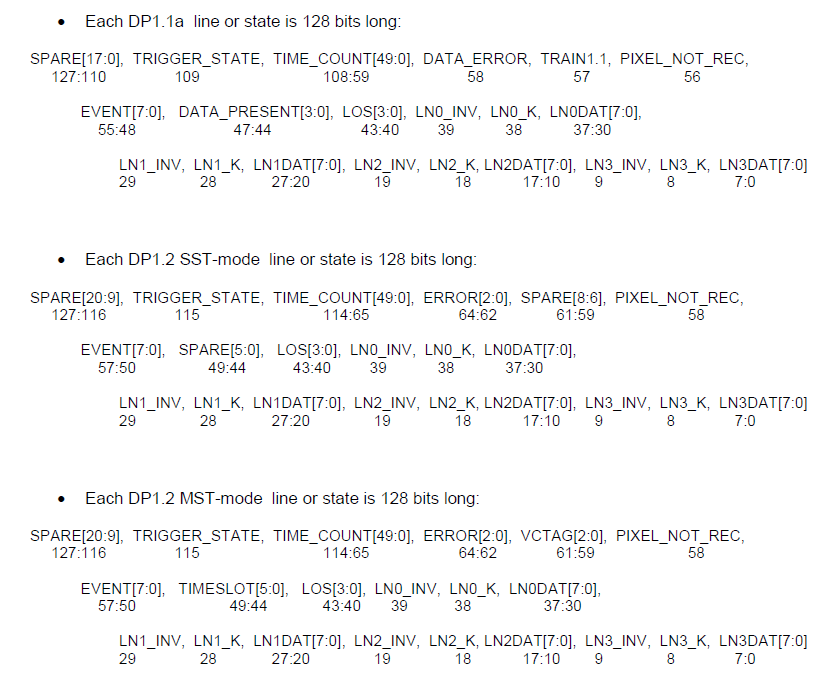 • Each DP1.1a line or state is 128 bits long:
SPARE[17:0], TRIGGER_STATE, TIME_COUNT[49:0], DATA_ERROR, TRAIN1.1, PIXEL_NOT_REC,
127:110 109 108:59 58 57 56
EVENT[7:0], DATA_PRESENT[3:0], LOS[3:0], LN0_INV, LN0_K, LN0DAT[7:0],
55:48 47:44 43:40 39 38 37:30
LN1_INV, LN1_K, LN1DAT[7:0], LN2_INV, LN2_K, LN2DAT[7:0], LN3_INV, LN3_K, LN3DAT[7:0]
29 28 27:20 19 18 17:10 9 8 7:0
• Each DP1.2 SST-mode line or state is 128 bits long:
SPARE[20:9], TRIGGER_STATE, TIME_COUNT[49:0], ERROR[2:0], SPARE[8:6], PIXEL_NOT_REC,
127:116 115 114:65 64:62 61:59 58
EVENT[7:0], SPARE[5:0], LOS[3:0], LN0_INV, LN0_K, LN0DAT[7:0],
57:50 49:44 43:40 39 38 37:30
LN1_INV, LN1_K, LN1DAT[7:0], LN2_INV, LN2_K, LN2DAT[7:0], LN3_INV, LN3_K, LN3DAT[7:0]
29 28 27:20 19 18 17:10 9 8 7:0
• Each DP1.2 MST-mode line or state is 128 bits long:
SPARE[20:9], TRIGGER_STATE, TIME_COUNT[49:0], ERROR[2:0], VCTAG[2:0], PIXEL_NOT_REC,
127:116 115 114:65 64:62 61:59 58
EVENT[7:0], TIMESLOT[5:0], LOS[3:0], LN0_INV, LN0_K, LN0DAT[7:0],
57:50 49:44 43:40 39 38 37:30
LN1_INV, LN1_K, LN1DAT[7:0], LN2_INV, LN2_K, LN2DAT[7:0], LN3_INV, LN3_K, LN3DAT[7:0]
29 28 27:20 19 18 17:10 9 8 7:0